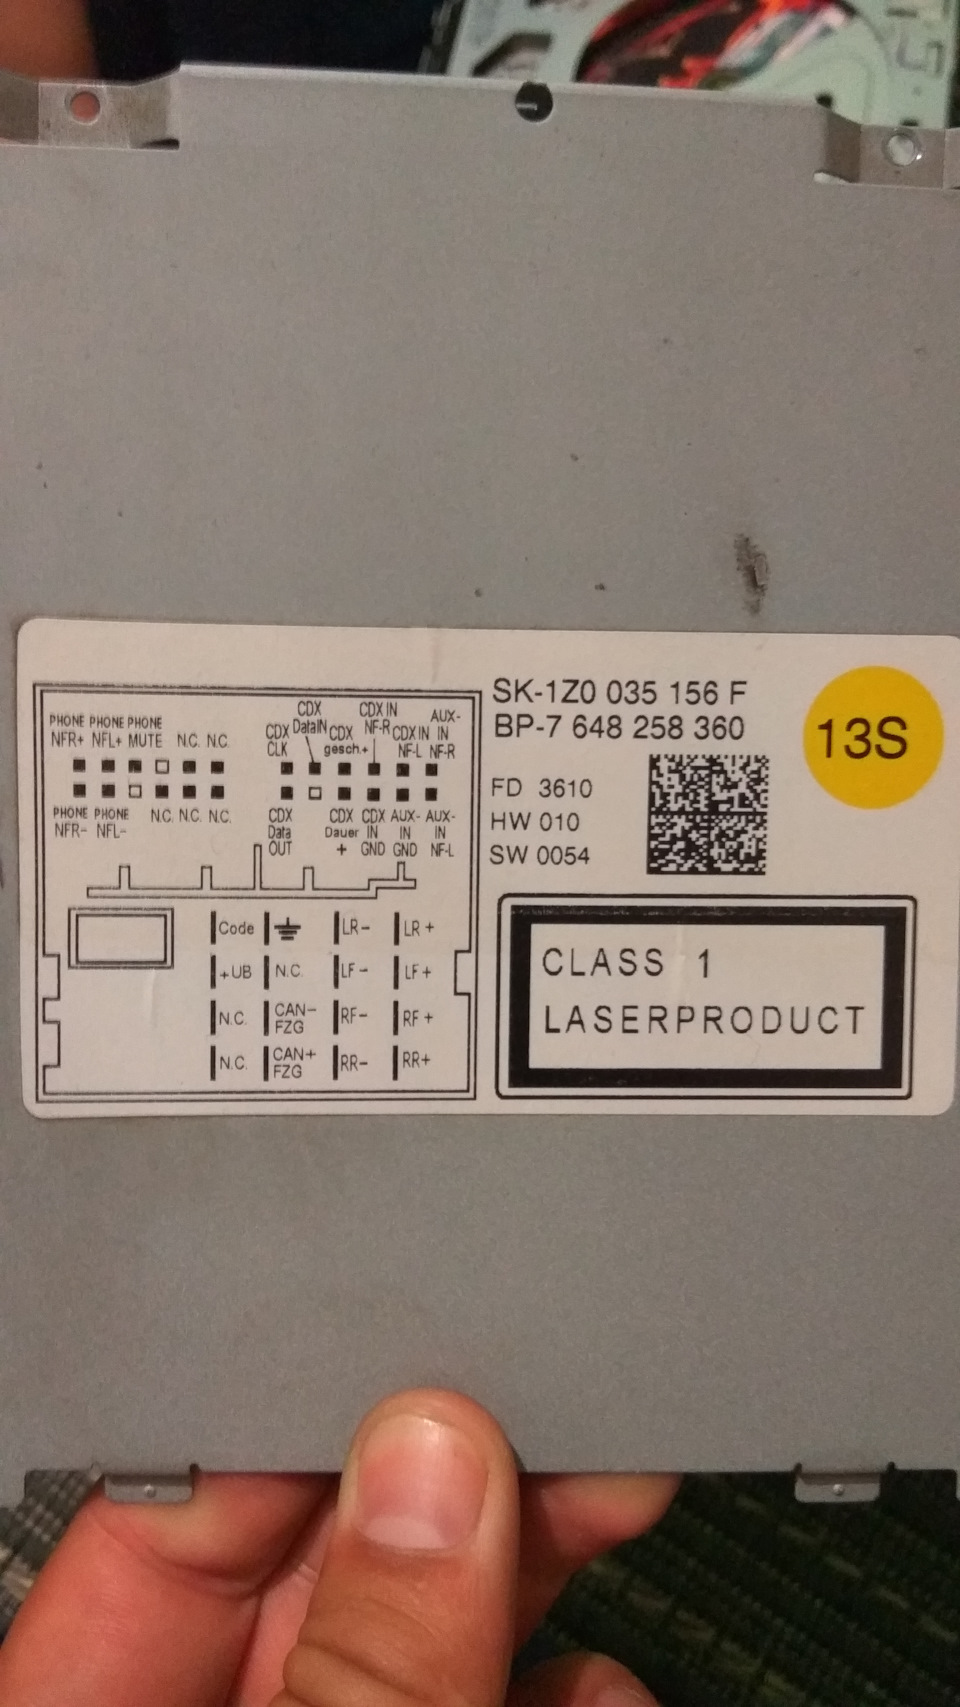 SK-1Z0 035 156 F
BP-7 648 258 360
13S
FD 3610
HW 010
SW 0054
CLASS 1
LASERPRODUCT
PHONE PHONE PHONE
NFR+ NFL+ MUTE N.C. N.C.
PHONE PHONE
NFR- NFL-
N.C. N.C. N.C.
CDX
CLK
CDX
DataIN
CDX
gesch.+
CDX IN
NF-R
CDX IN
NF-L
AUX-
IN
NF-R
CDX
Data
OUT
CDX
Dauer
+
CDX
IN
GND
AUX-
IN
GND
AUX-
IN
NF-L
Code LR- LR+
+UB N.C. LF- LF+
N.C. CAN-
FZG RF- RF+
N.C. CAN+
FZG RR- RR+